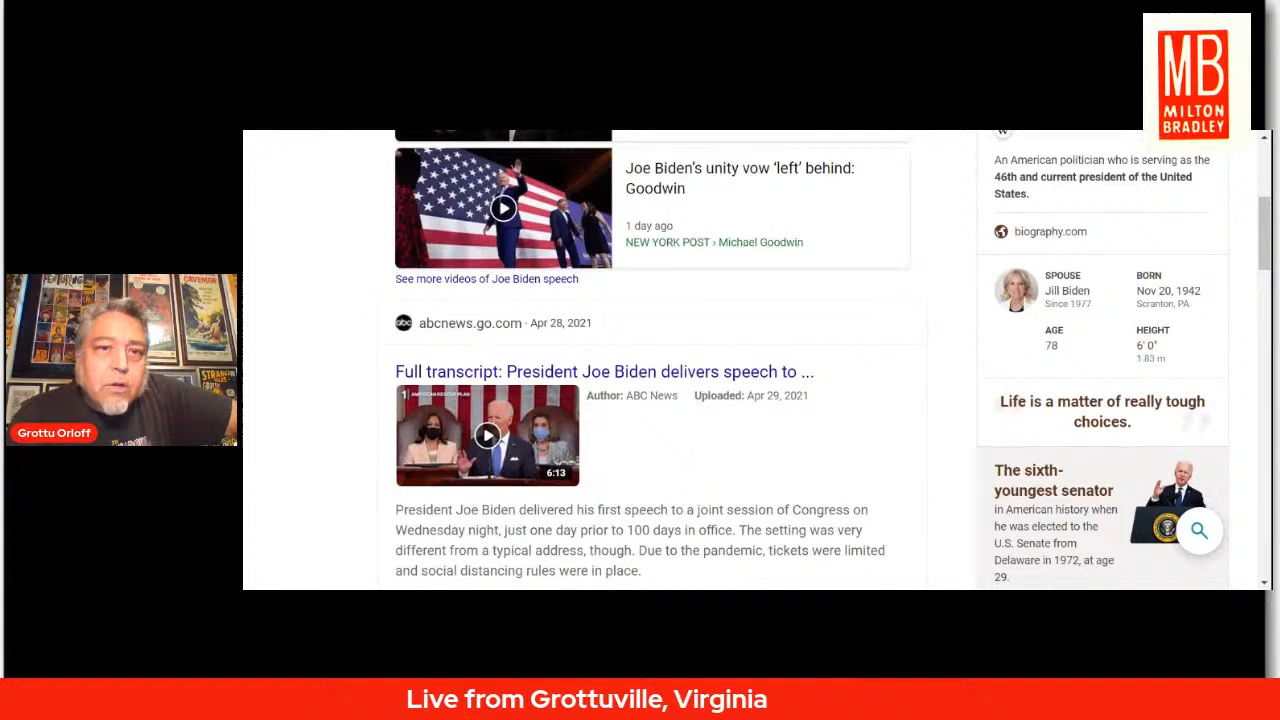 MB
MILTON
BRADLEY
An American politician who is serving as the
46th and current president of the United
States.
biography.com
SPOUSE
Jill Biden
Since 1977
BORN
Nov 20, 1942
Scranton, PA
AGE
78
HEIGHT
6' 0"
1.83 m
Life is a matter of really tough
choices.
The sixth-
youngest senator
in American history when
he was elected to the
U.S. Senate from
Delaware in 1972, at age
29.
Joe Biden's unity vow ‘left’ behind:
Goodwin
1 day ago
NEW YORK POST › Michael Goodwin
See more videos of Joe Biden speech
abc
abcnews.go.com · Apr 28, 2021
Full transcript: President Joe Biden delivers speech to ...
AMERICAN RESCUE PLAN
6:13
Author: ABC News Uploaded: Apr 29, 2021
President Joe Biden delivered his first speech to a joint session of Congress on
Wednesday night, just one day prior to 100 days in office. The setting was very
different from a typical address, though. Due to the pandemic, tickets were limited
and social distancing rules were in place.
FEATURING
CAVEMAN
STRANGE
Grottu Orloff
Live from Grottuville, Virginia